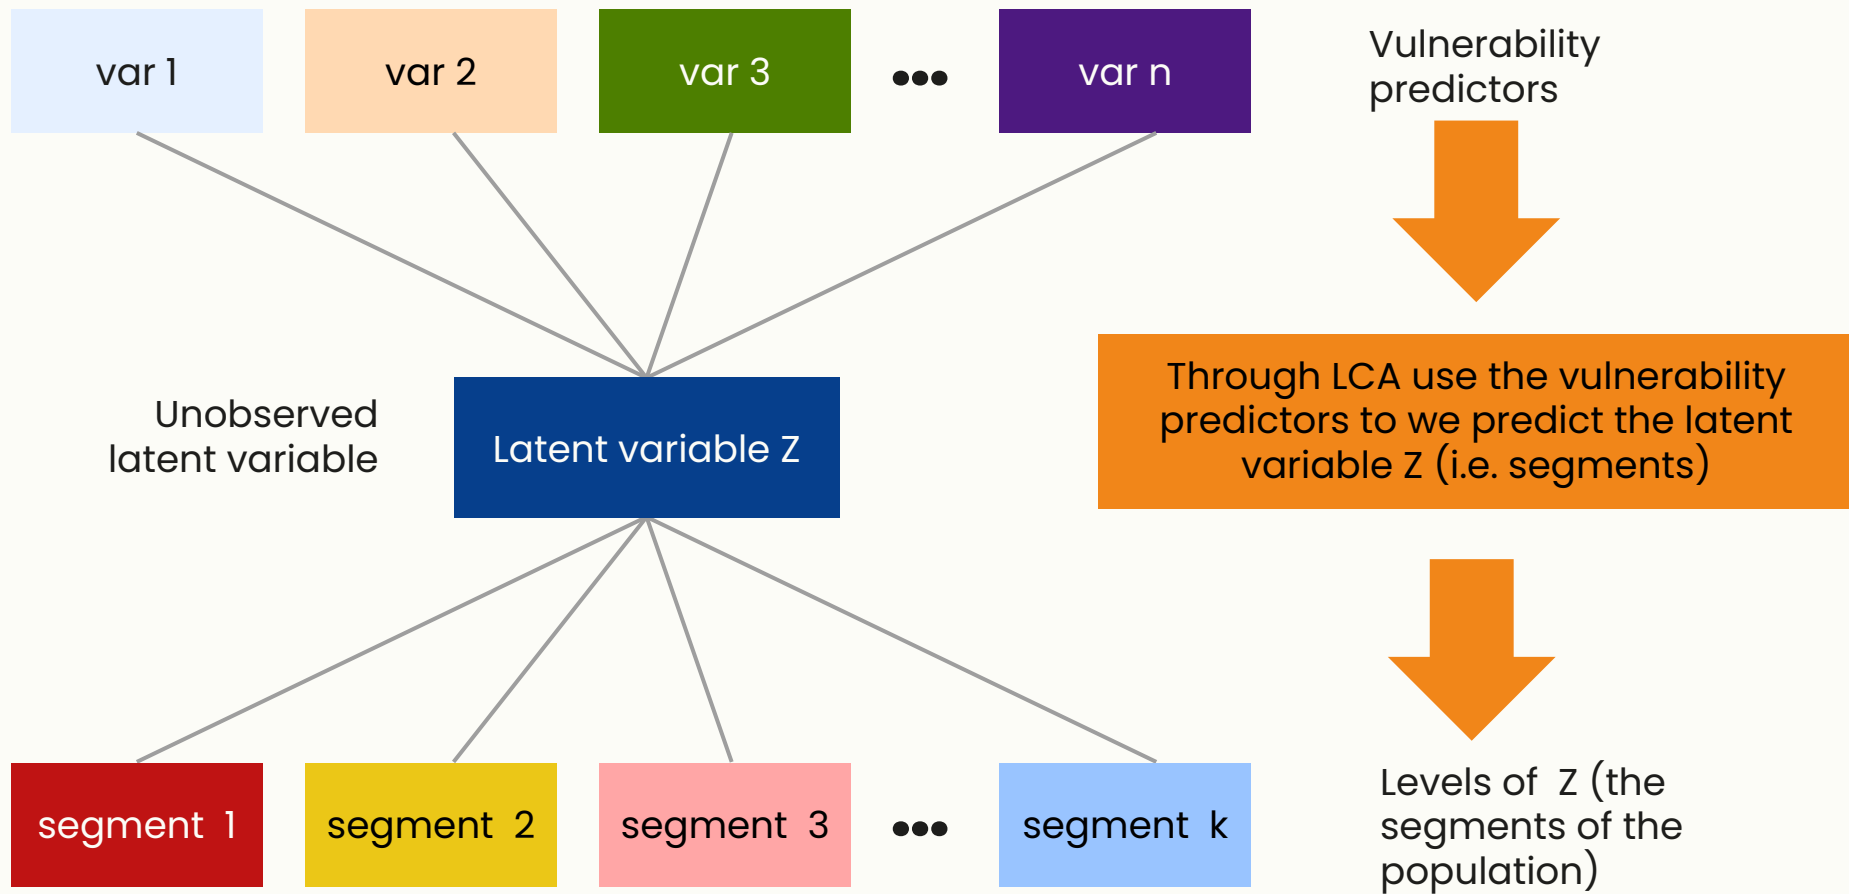 var 1
var 2
var 3
var n
Vulnerability
predictors
Unobserved
latent variable
Latent variable Z
Through LCA use the vulnerability
predictors to we predict the latent
variable Z (i.e. segments)
segment 1
segment 2
segment 3
segment k
Levels of Z (the
segments of the
population)